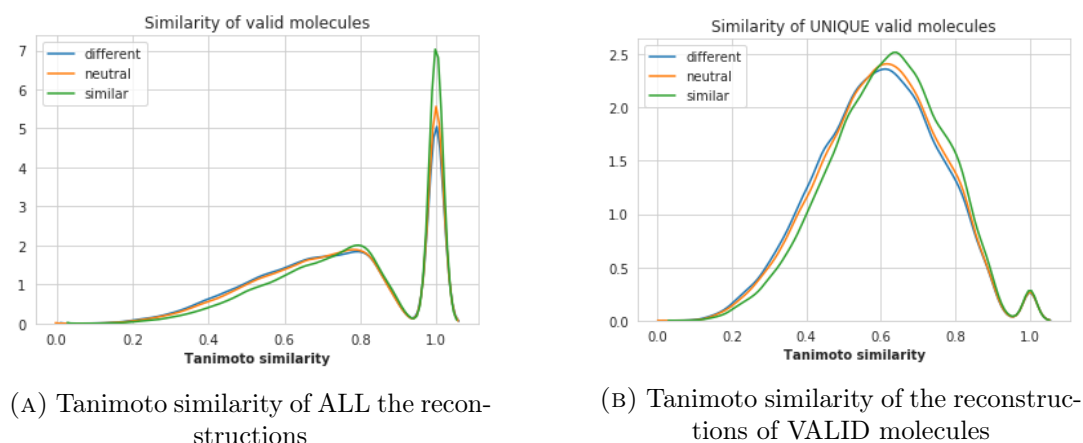 Similarity of valid molecules
7
6
5
4
3
2
1
0
different
neutral
similar
0.0 0.2 0.4 0.6 0.8 1.0
Tanimoto similarity
(A) Tanimoto similarity of ALL the recon-
structions
Similarity of UNIQUE valid molecules
2.5
2.0
1.5
1.0
0.5
0.0
different
neutral
similar
0.0 0.2 0.4 0.6 0.8 1.0
Tanimoto similarity
(B) Tanimoto similarity of the reconstruc-
tions of VALID molecules